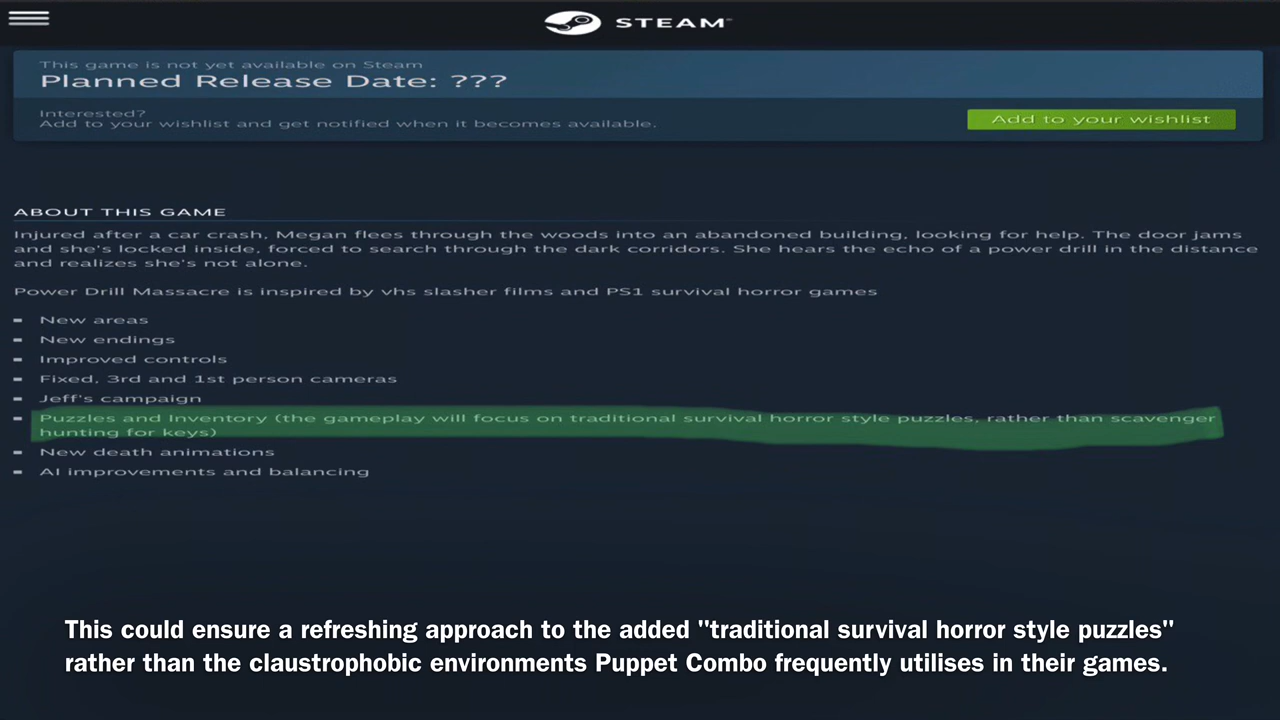 STEAM
This game is not yet available on Steam
Planned Release Date: ???
Interested?
Add to your wishlist and get notified when it becomes available.
Add to your wishlist
ABOUT THIS GAME
Injured after a car crash, Megan flees through the woods into an abandoned building, looking for help. The door jams
and she's locked inside, forced to search through the dark corridors. She hears the echo of a power drill in the distance
and realizes she's not alone.
Power Drill Massacre is inspired by vhs slasher films and PS1 survival horror games
New areas
New endings
Improved controls
Fixed, 3rd and 1st person cameras
Jeff's campaign
Puzzles and Inventory (the gameplay will focus on traditional survival horror style puzzles, rather than scavenger
hunting for keys)
New death animations
AI improvements and balancing
This could ensure a refreshing approach to the added "traditional survival horror style puzzles"
rather than the claustrophobic environments Puppet Combo frequently utilises in their games.